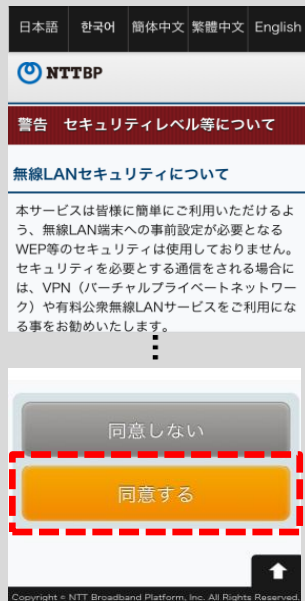 日本語 한국어 简体中文 繁體中文 English
NTTBP
警告 セキュリティレベル等について
無線LANセキュリティについて
本サービスは皆様に簡単にご利用いただけるよ
う、無線LAN端末への事前設定が必要となる
WEP等のセキュリティは使用しておりません。
セキュリティを必要とする通信をされる場合に
は、VPN（バーチャルプライベートネットワー
ク）や有料公衆無線LANサービスをご利用にな
る事をお勧めいたします。
同意しない
同意する
Copyright © NTT Broadband Platform, Inc. All Rights Reserved.